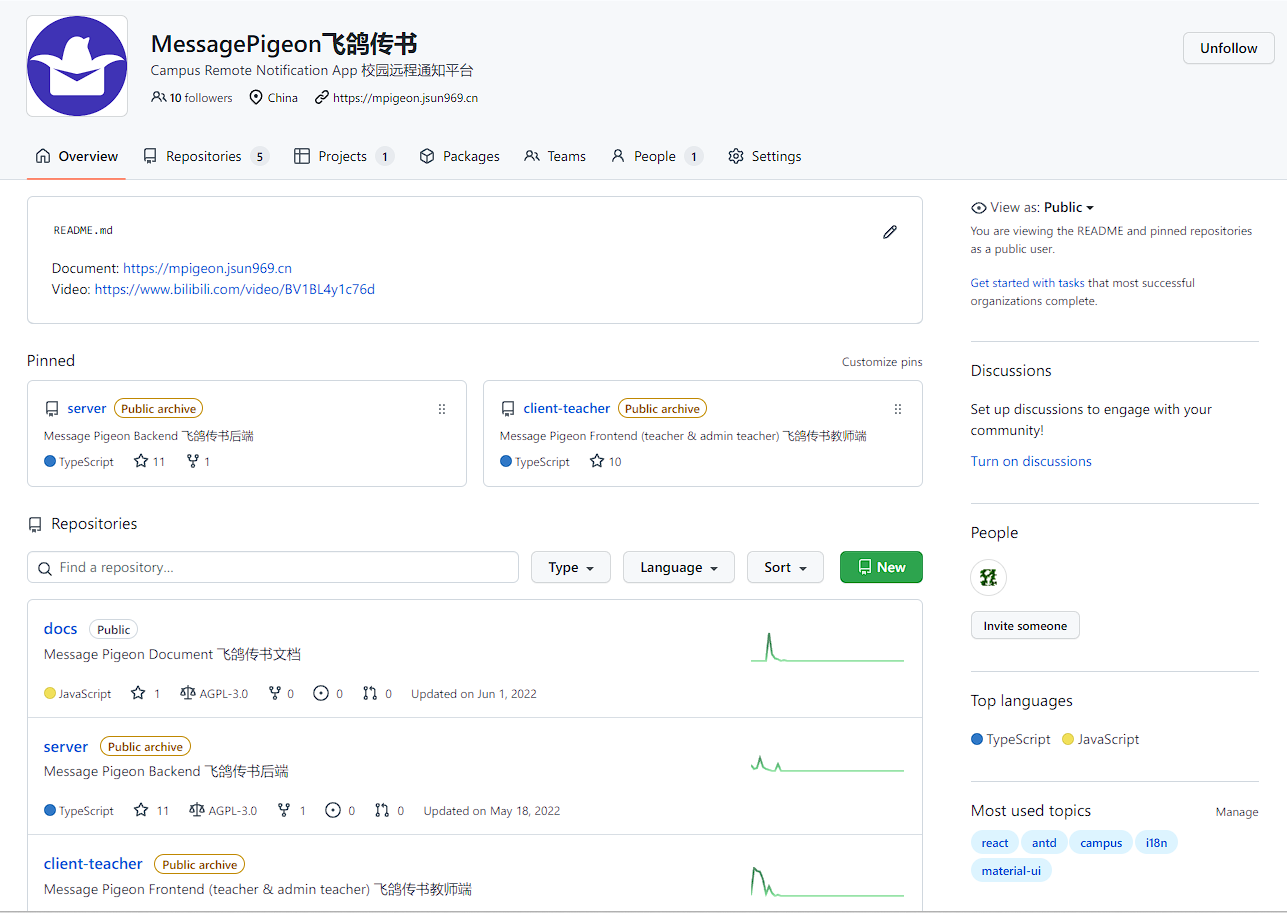 MessagePigeon飞鸽传书
Unfollow
Campus Remote Notification App 校园远程通知平台
10 followers China https://mpigeon.jsun969.cn
Overview Repositories 5 Projects 1 Packages Teams People 1 Settings
README.md
Document: https://mpigeon.jsun969.cn
Video: https://www.bilibili.com/video/BV1BL4y1c76d
View as: Public
You are viewing the README and pinned repositories
as a public user.
Get started with tasks that most successful
organizations complete.
Pinned
Customize pins
server Public archive
Message Pigeon Backend 飞鸽传书后端
TypeScript 11 1
client-teacher Public archive
Message Pigeon Frontend (teacher & admin teacher) 飞鸽传书教师端
TypeScript 10
Discussions
Set up discussions to engage with your
community!
Turn on discussions
Repositories
Find a repository...
Type Language Sort New
People
Invite someone
docs Public
Message Pigeon Document 飞鸽传书文档
JavaScript 1 AGPL-3.0 0 0 0 Updated on Jun 1, 2022
server Public archive
Message Pigeon Backend 飞鸽传书后端
TypeScript 11 AGPL-3.0 1 0 0 Updated on May 18, 2022
client-teacher Public archive
Message Pigeon Frontend (teacher & admin teacher) 飞鸽传书教师端
Top languages
TypeScript JavaScript
Most used topics
Manage
react antd campus i18n
material-ui